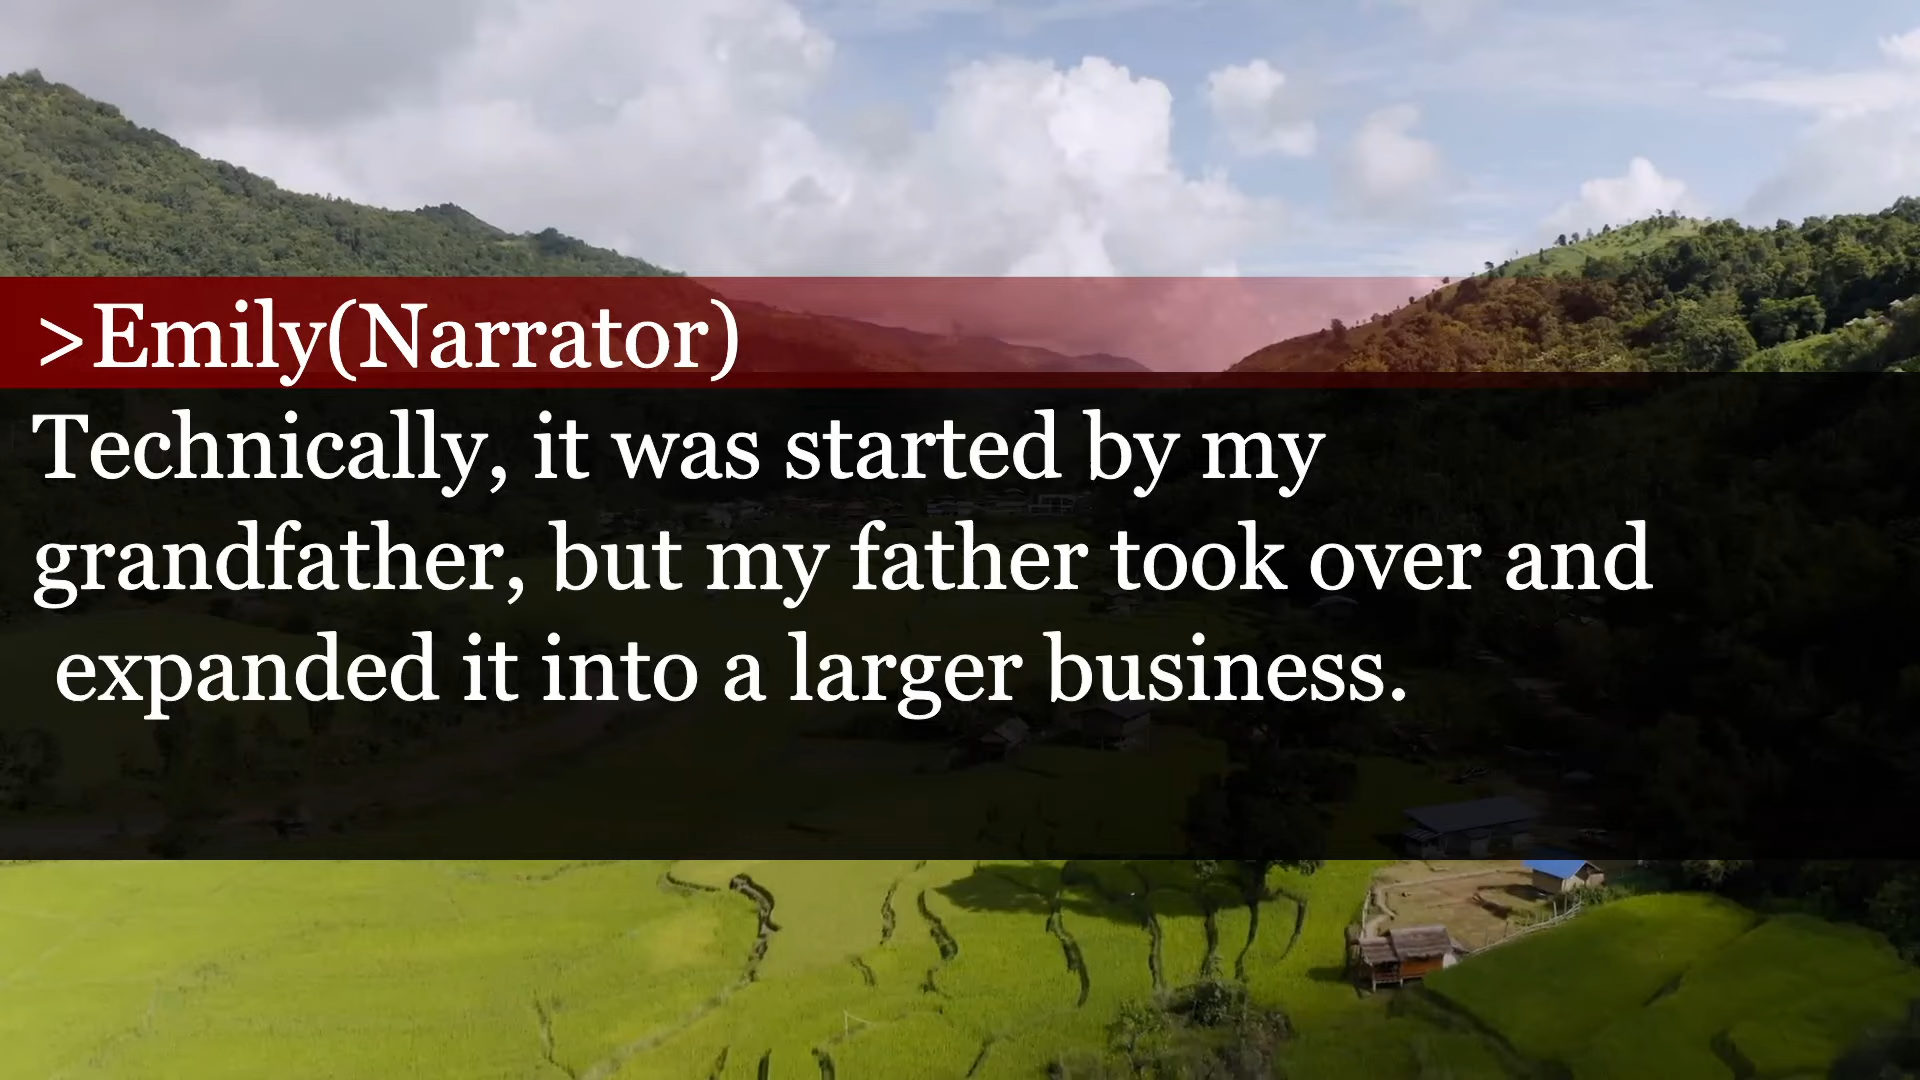 >Emily(Narrator)
Technically, it was started by my
grandfather, but my father took over and
expanded it into a larger business.